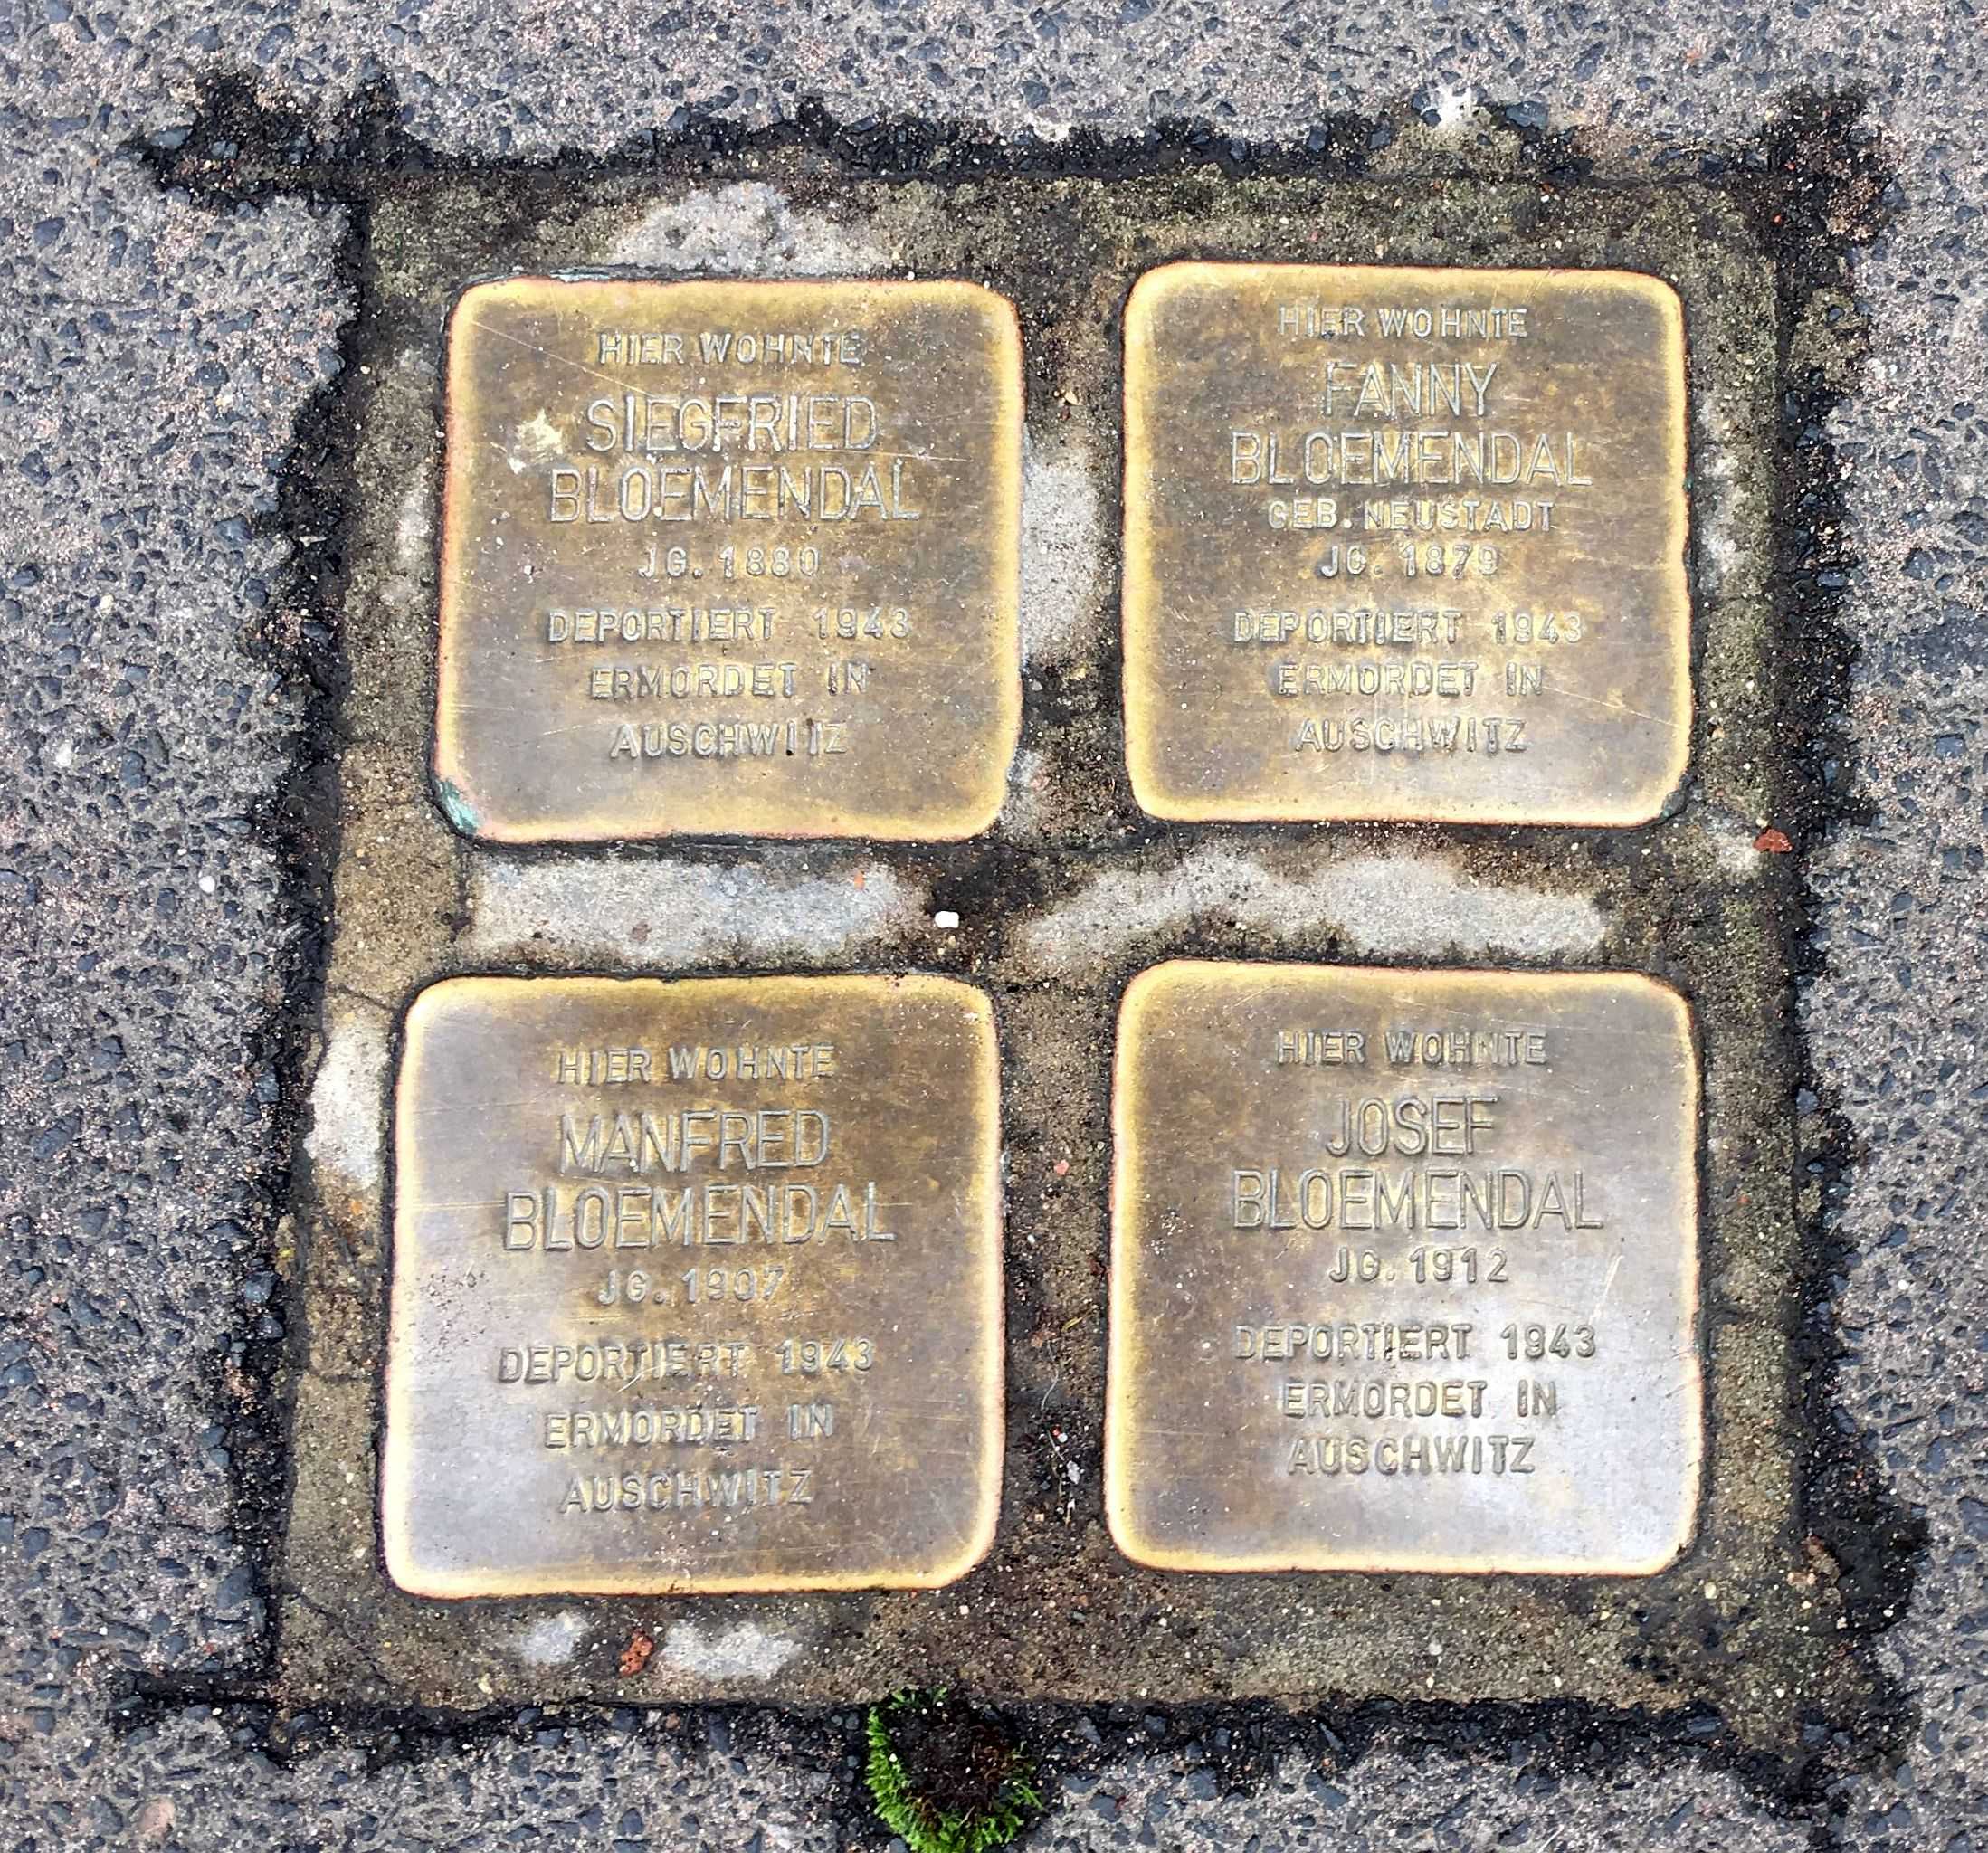 HIER WOHNTE
SIEGFRIED
BLOEMENDAL
JG. 1880
DEPORTIERT 1943
ERMORDET IN
AUSCHWITZ
HIER WOHNTE
FANNY
BLOEMENDAL
GEB. NEUSTADT
JG. 1879
DEPORTIERT 1943
ERMORDET IN
AUSCHWITZ
HIER WOHNTE
MANFRED
BLOEMENDAL
JG. 1907
DEPORTIERT 1943
ERMORDET IN
AUSCHWITZ
HIER WOHNTE
JOSEF
BLOEMENDAL
JG. 1912
DEPORTIERT 1943
ERMORDET IN
AUSCHWITZ